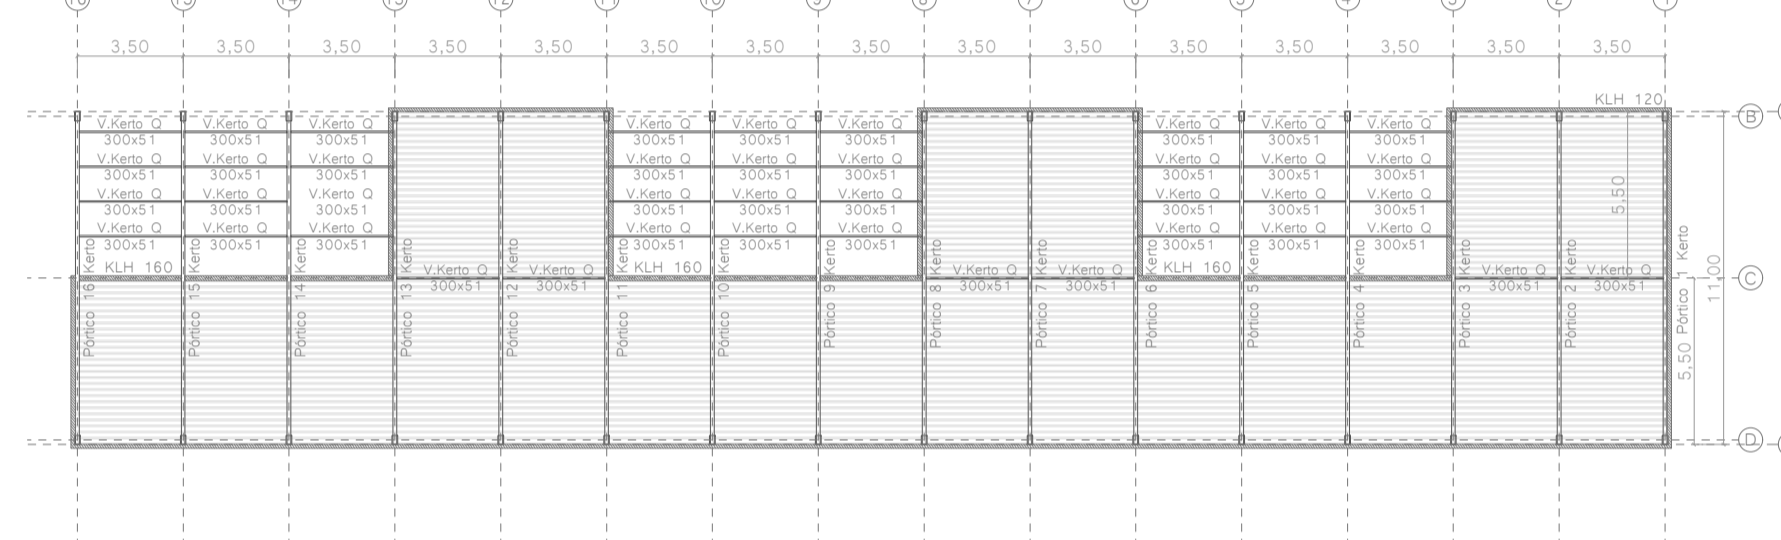 3,50 3,50 3,50 3,50 3,50 3,50 3,50 3,50 3,50 3,50 3,50 3,50 3,50 3,50 3,50
KLH 120
B
V.Kerto Q V.Kerto Q V.Kerto Q V.Kerto Q V.Kerto Q V.Kerto Q V.Kerto Q V.Kerto Q V.Kerto Q
300x51 300x51 300x51 300x51 300x51 300x51 300x51 300x51 300x51
V.Kerto Q V.Kerto Q V.Kerto Q V.Kerto Q V.Kerto Q V.Kerto Q V.Kerto Q V.Kerto Q V.Kerto Q
300x51 300x51 300x51 300x51 300x51 300x51 300x51 300x51 300x51
V.Kerto Q V.Kerto Q V.Kerto Q V.Kerto Q V.Kerto Q V.Kerto Q V.Kerto Q V.Kerto Q V.Kerto Q
300x51 300x51 300x51 300x51 300x51 300x51 300x51 300x51 300x51
V.Kerto Q V.Kerto Q V.Kerto Q V.Kerto Q V.Kerto Q V.Kerto Q V.Kerto Q V.Kerto Q V.Kerto Q
300x51 300x51 300x51 300x51 300x51 300x51 300x51 300x51 300x51
5,50
KLH 160 KLH 160 KLH 160
V.Kerto Q V.Kerto Q V.Kerto Q V.Kerto Q V.Kerto Q V.Kerto Q
300x51 300x51 300x51 300x51 300x51 300x51
C
11,00
5,50
Pórtico 16 Kerto
Pórtico 15 Kerto
Pórtico 14 Kerto
Pórtico 13 Kerto
Pórtico 12 Kerto
Pórtico 11 Kerto
Pórtico 10 Kerto
Pórtico 9 Kerto
Pórtico 8 Kerto
Pórtico 7 Kerto
Pórtico 6 Kerto
Pórtico 5 Kerto
Pórtico 4 Kerto
Pórtico 3 Kerto
Pórtico 2 Kerto
Pórtico 1 Kerto
D